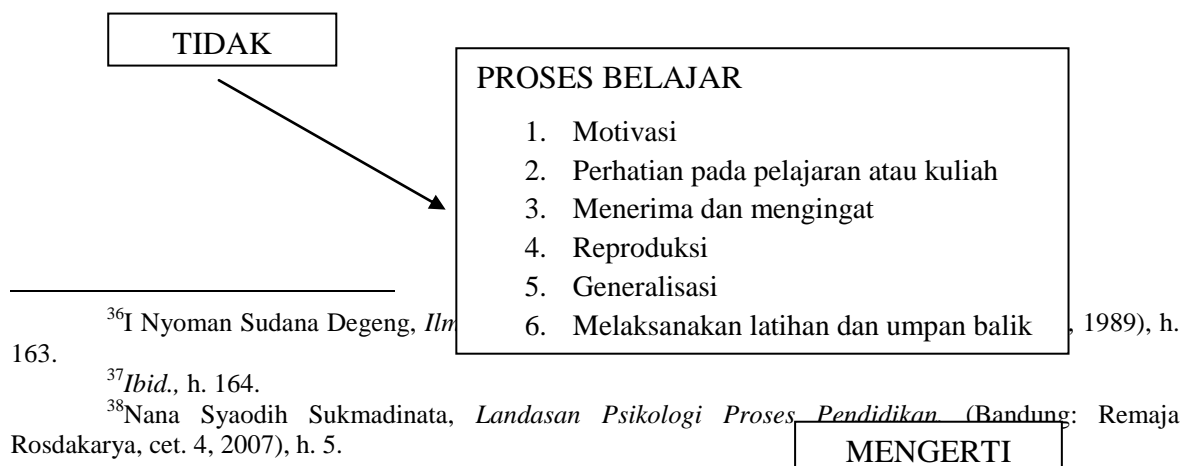 TIDAK
PROSES BELAJAR
1. Motivasi
2. Perhatian pada pelajaran atau kuliah
3. Menerima dan mengingat
4. Reproduksi
5. Generalisasi
6. Melaksanakan latihan dan umpan balik
36I Nyoman Sudana Degeng, , 1989), h.
163.
37Ibid., h. 164.
38Nana Syaodih Sukmadinata, Landasan Psikologi Proses Pendidikan, (Bandung: Remaja
Rosdakarya, cet. 4, 2007), h. 5.
MENGERTI